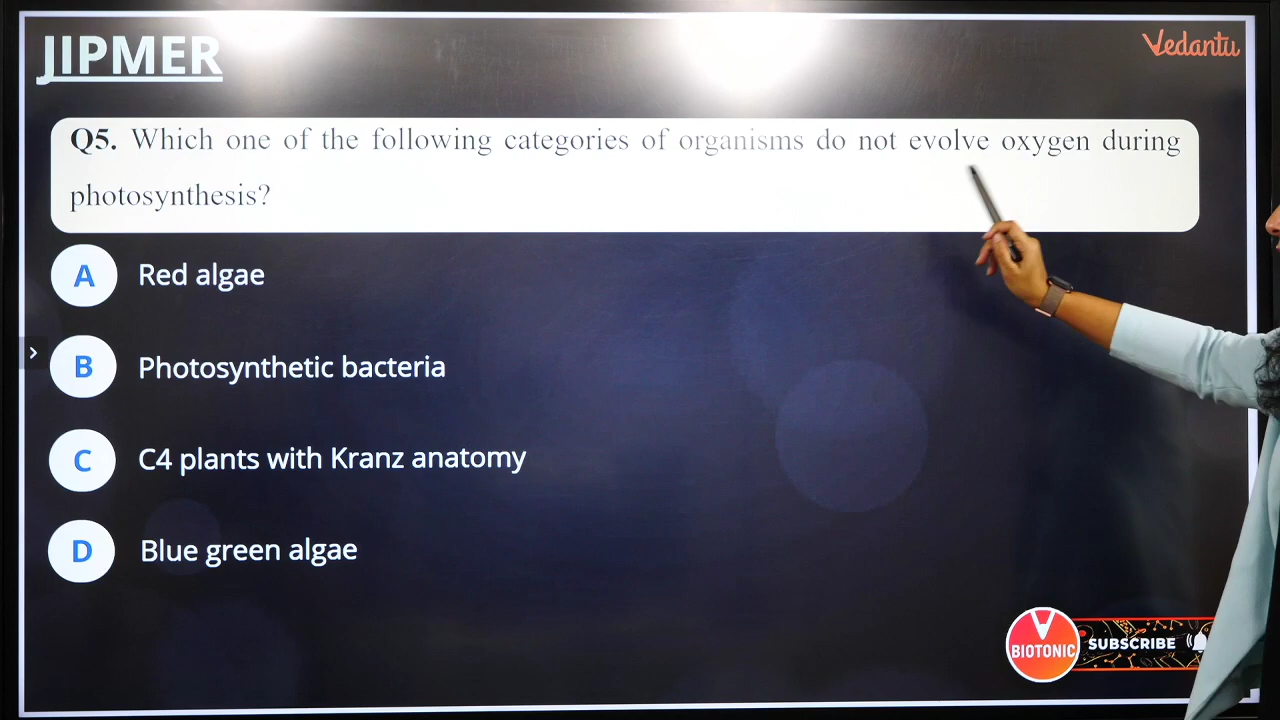 JIPMER
Vedantu
Q5. Which one of the following categories of organisms do not evolve oxygen during
photosynthesis?
A Red algae
B Photosynthetic bacteria
C C4 plants with Kranz anatomy
D Blue green algae
BIOTONIC SUBSCRIBE